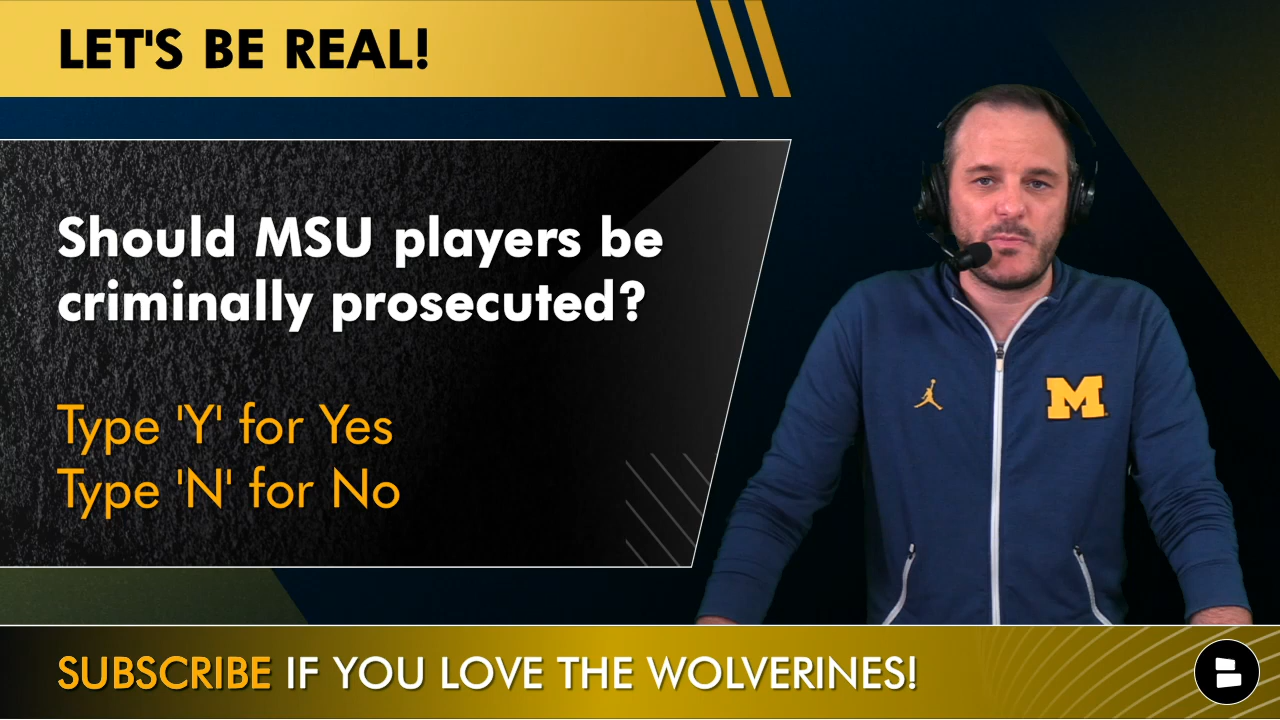 LET'S BE REAL!
Should MSU players be
criminally prosecuted?
Type 'Y' for Yes
Type 'N' for No
M
SUBSCRIBE IF YOU LOVE THE WOLVERINES!